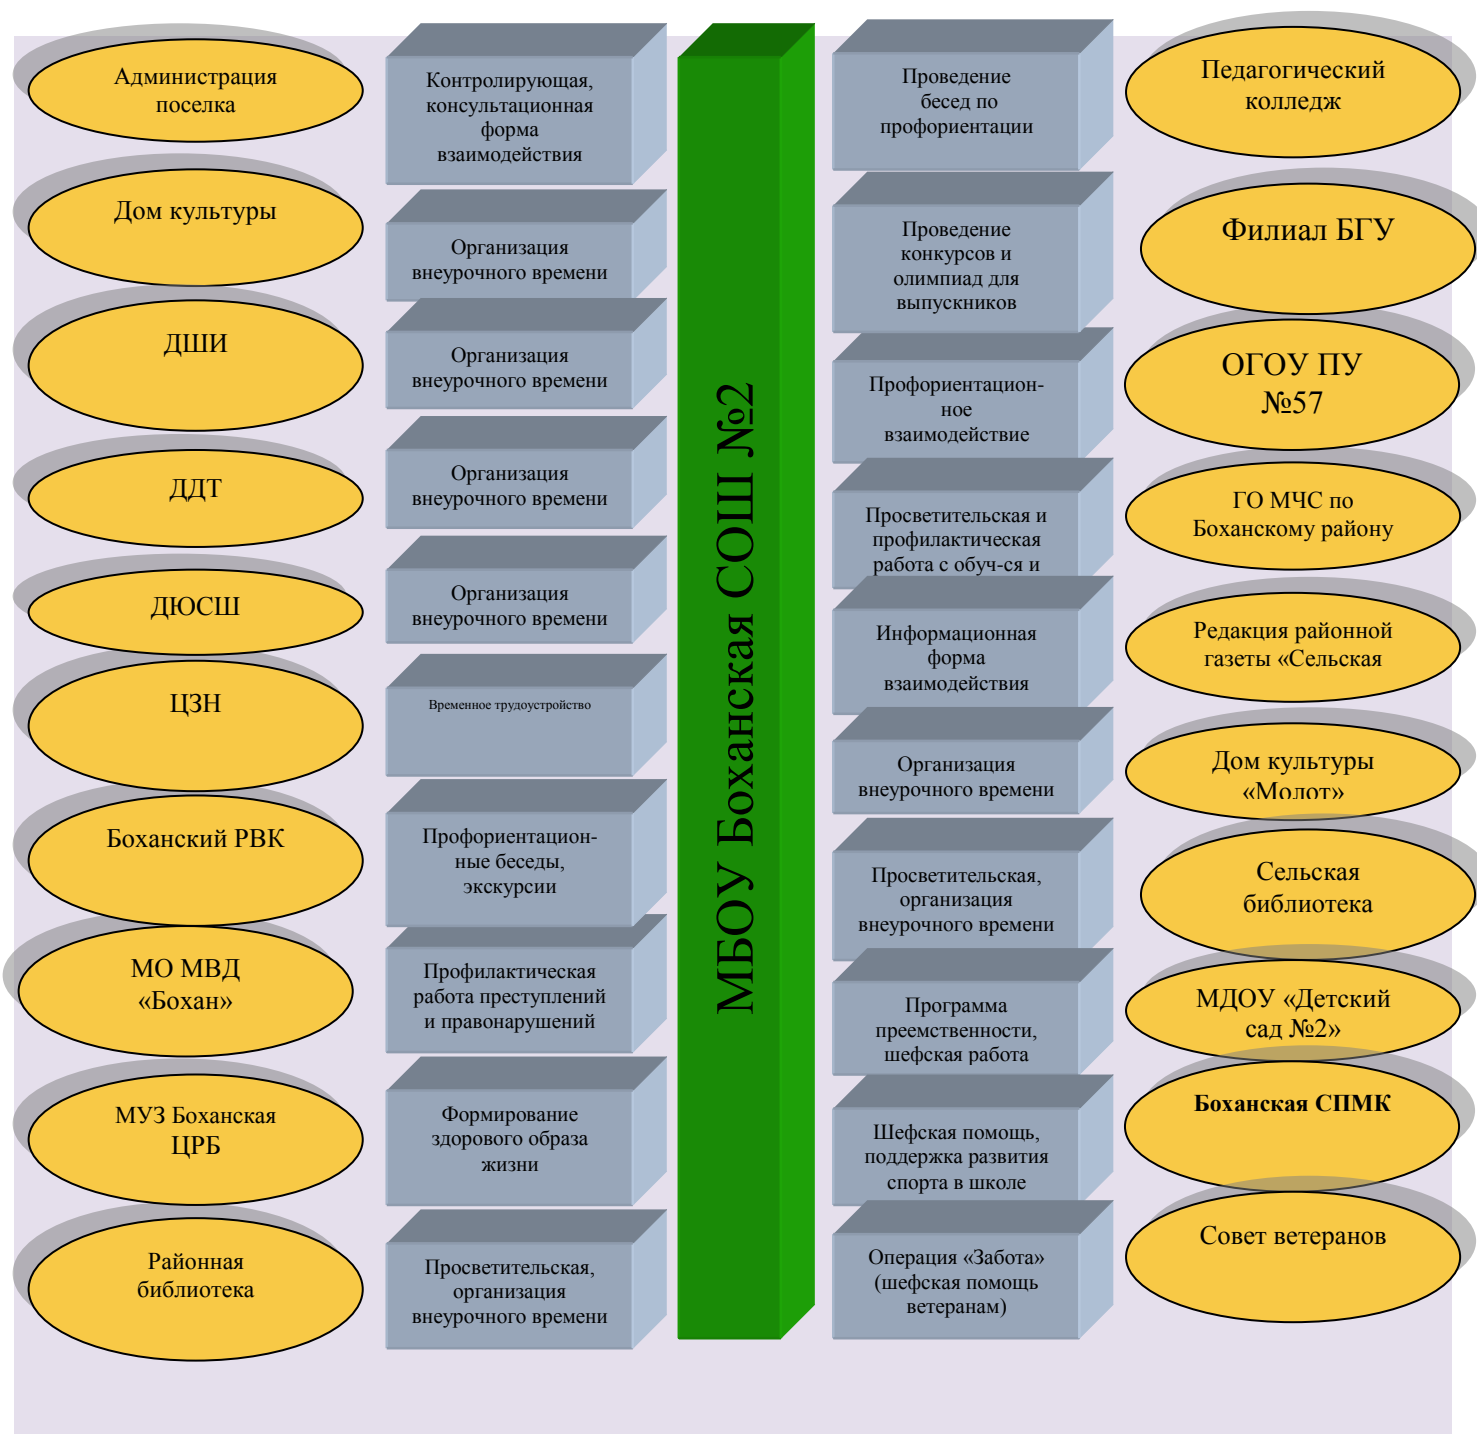 Администрация
поселка
Контролирующая,
консультационная
форма
взаимодействия
Дом культуры
Организация
внеурочного времени
ДШИ
Организация
внеурочного времени
ДДТ
Организация
внеурочного времени
ДЮСШ
Организация
внеурочного времени
ЦЗН
Временное трудоустройство
Боханский РВК
Профориентацион-
ные беседы,
экскурсии
МО МВД
«Бохан»
Профилактическая
работа преступлений
и правонарушений
МУЗ Боханская
ЦРБ
Формирование
здорового образа
жизни
Районная
библиотека
Просветительская,
организация
внеурочного времени
МБОУ Боханская СОШ №2
Проведение
бесед по
профориентации
Педагогический
колледж
Проведение
конкурсов и
олимпиад для
выпускников
Филиал БГУ
Профориентацион-
ное
взаимодействие
ОГОУ ПУ
№57
Просветительская и
профилактическая
работа с обуч-ся и
ГО МЧС по
Боханскому району
Информационная
форма
взаимодействия
Редакция районной
газеты «Сельская
Организация
внеурочного времени
Дом культуры
«Молот»
Просветительская,
организация
внеурочного времени
Сельская
библиотека
Программа
преемственности,
шефская работа
МДОУ «Детский
сад №2»
Шефская помощь,
поддержка развития
спорта в школе
Боханская СПМК
Операция «Забота»
(шефская помощь
ветеранам)
Совет ветеранов